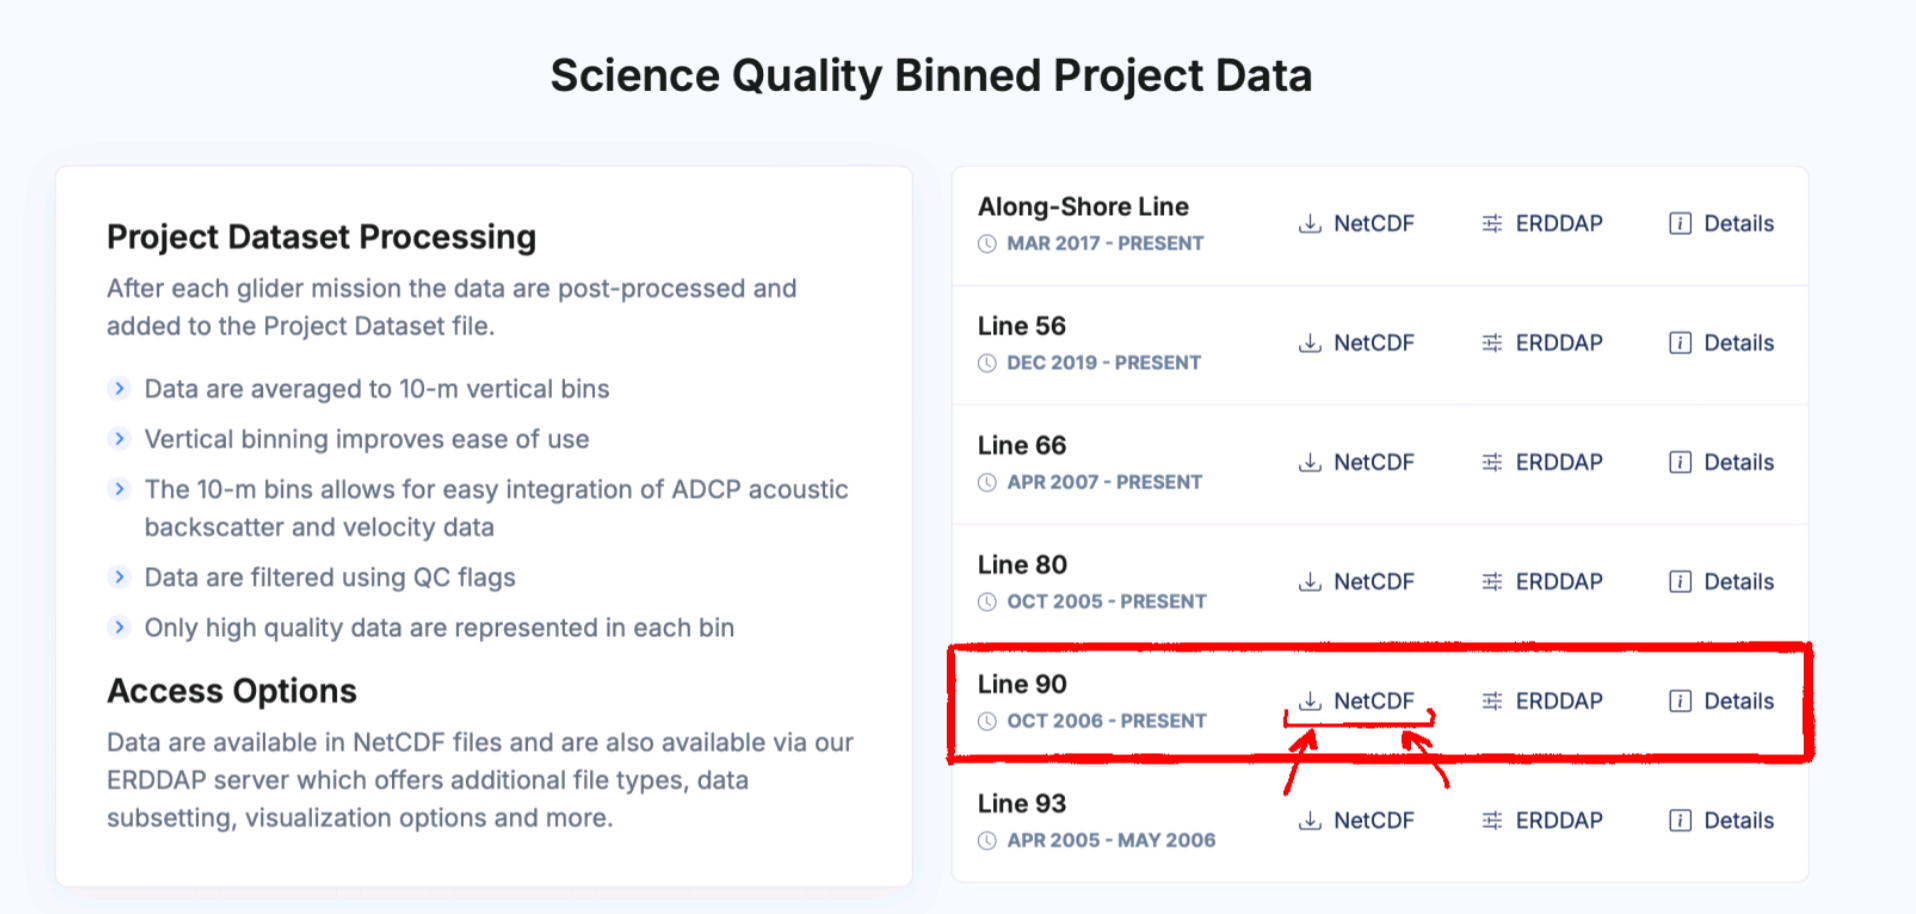 Science Quality Binned Project Data
Project Dataset Processing
After each glider mission the data are post-processed and
added to the Project Dataset file.
Data are averaged to 10-m vertical bins
Vertical binning improves ease of use
The 10-m bins allows for easy integration of ADCP acoustic
backscatter and velocity data
Data are filtered using QC flags
Only high quality data are represented in each bin
Access Options
Data are available in NetCDF files and are also available via our
ERDDAP server which offers additional file types, data
subsetting, visualization options and more.
Along-Shore Line
MAR 2017 - PRESENT
NetCDF ERDDAP Details
Line 56
DEC 2019 - PRESENT
NetCDF ERDDAP Details
Line 66
APR 2007 - PRESENT
NetCDF ERDDAP Details
Line 80
OCT 2005 - PRESENT
NetCDF ERDDAP Details
Line 90
OCT 2006 - PRESENT
NetCDF ERDDAP Details
Line 93
APR 2005 - MAY 2006
NetCDF ERDDAP Details